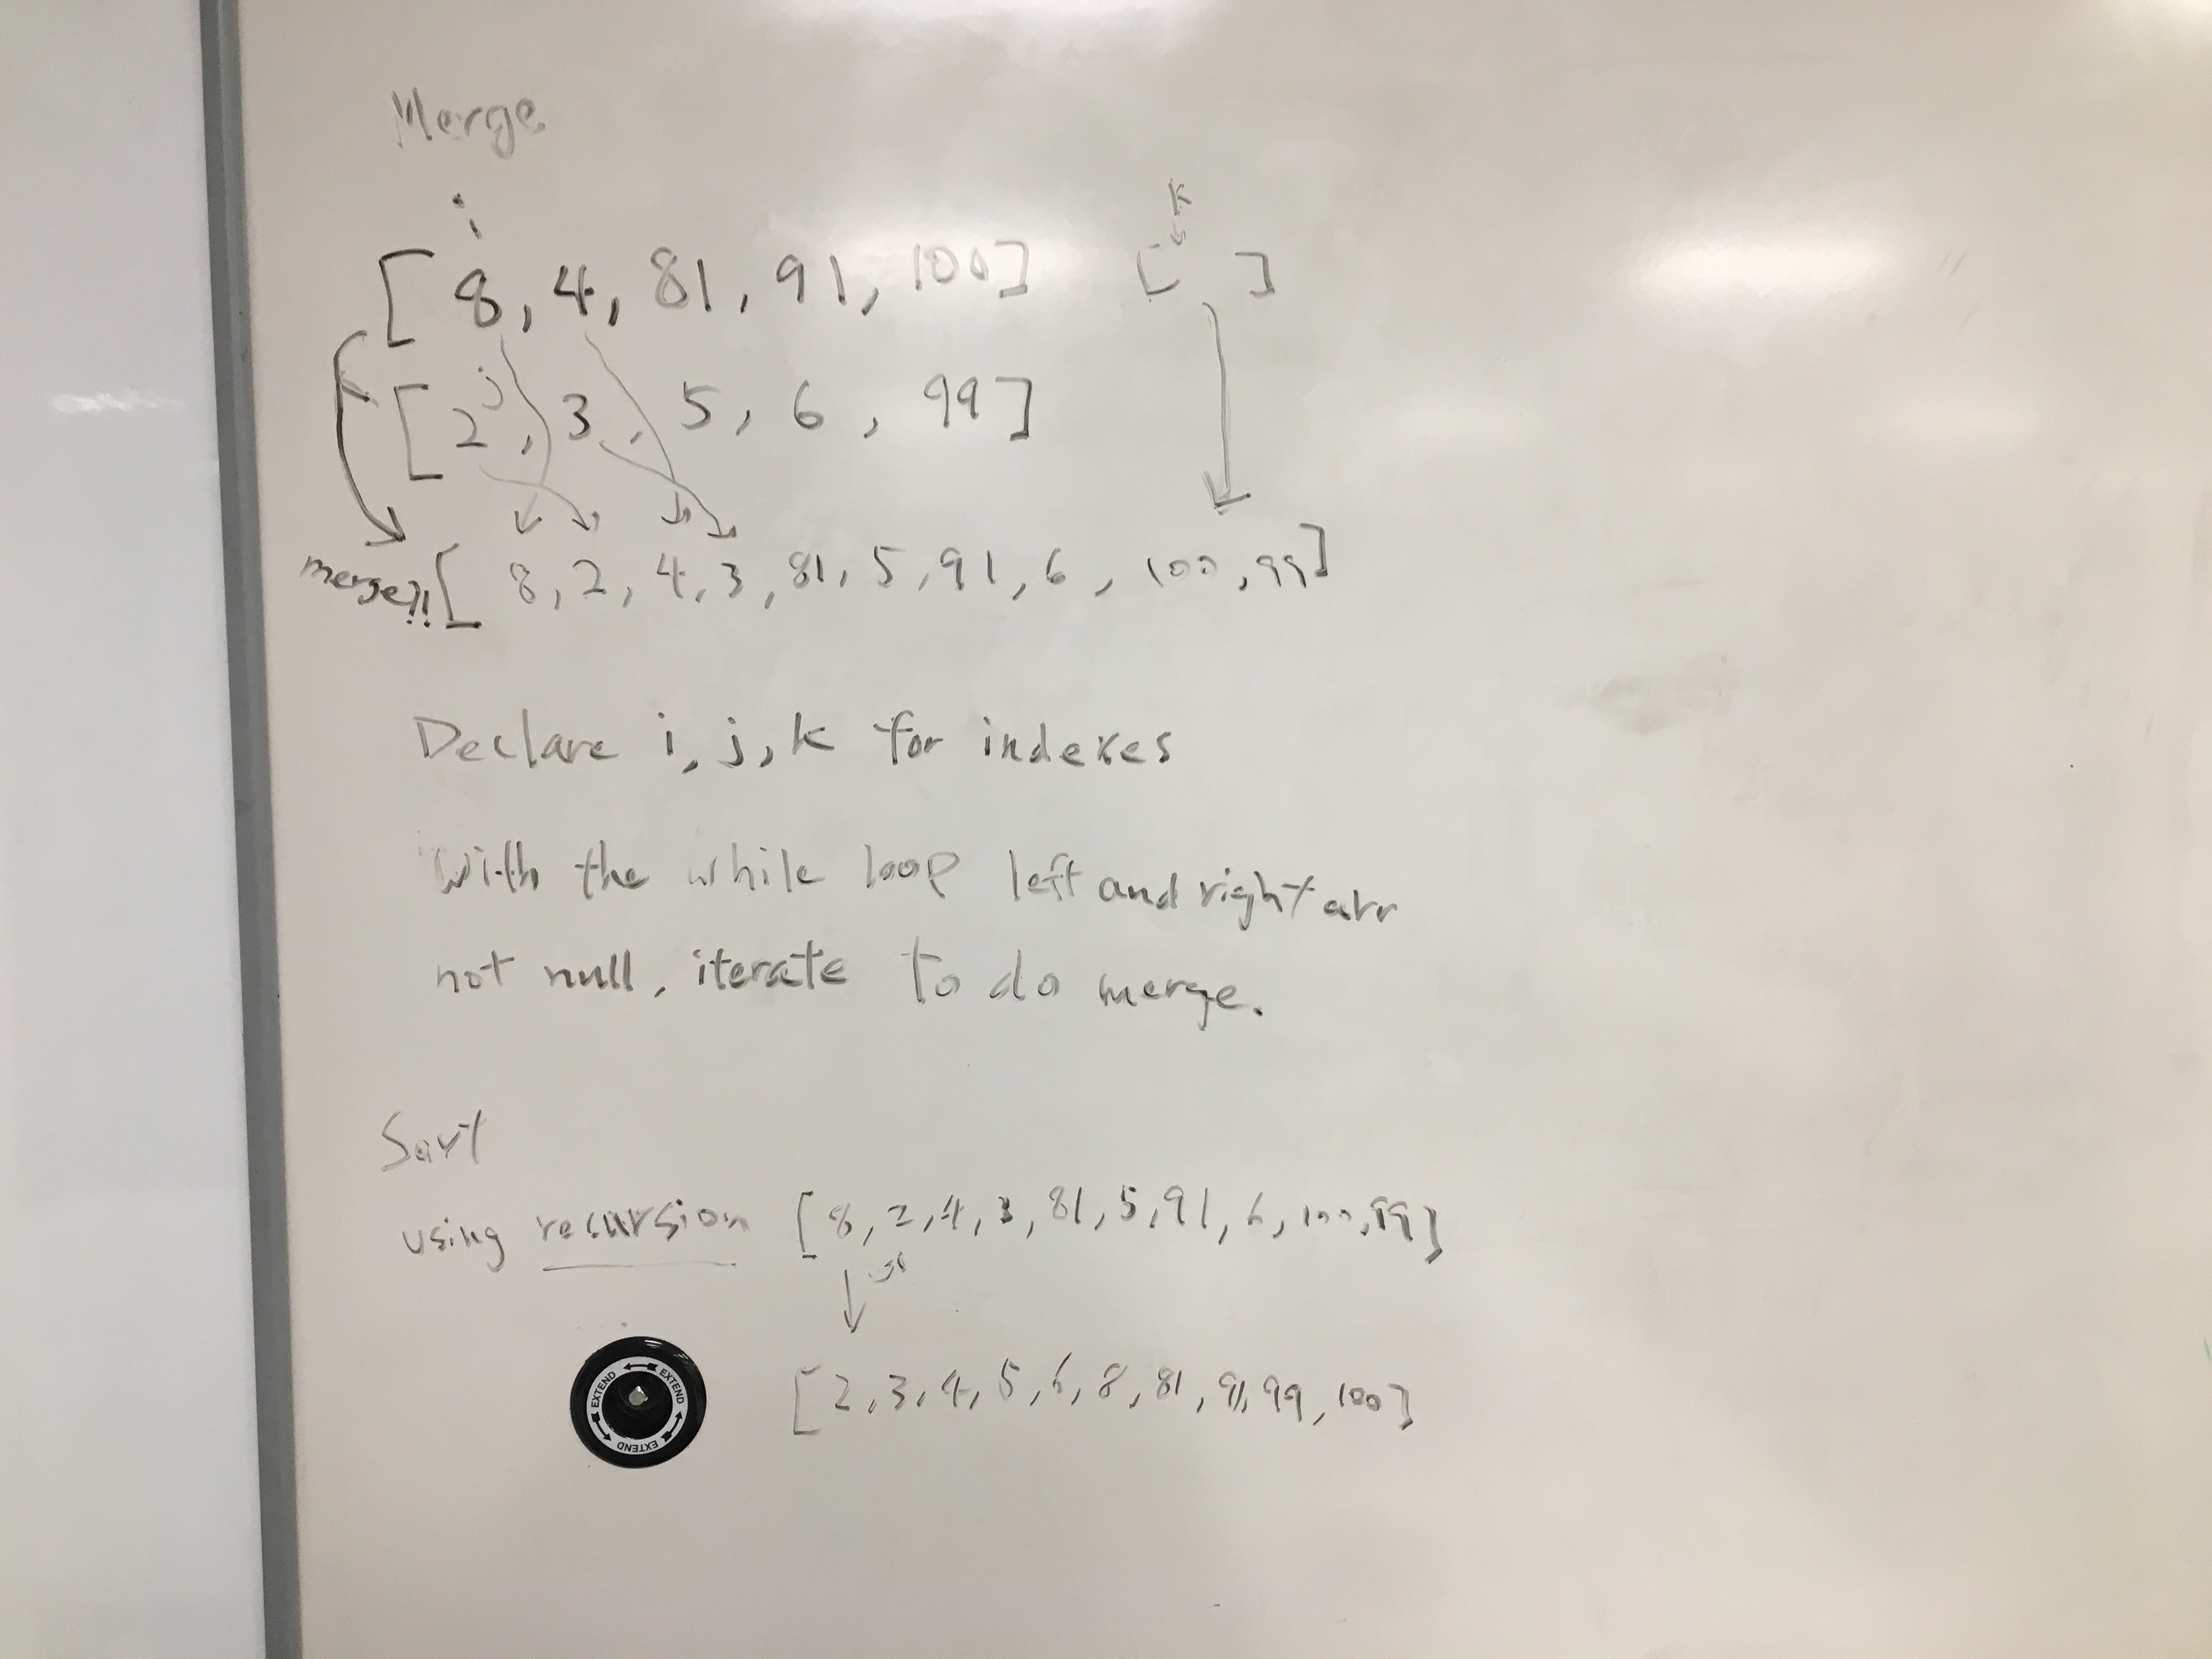 Merge
i
k
[ 8, 4, 81, 91, 100] [ ]
j
[ 2, 3, 5, 6, 99]
merge?! [ 8, 2, 4, 3, 81, 5, 91, 6, 100, 99]
Declare i, j, k for indexes
With the while loop left and right arr
not null, iterate to do merge.
Sort
using recursion [ 8, 2, 4, 3, 81, 5, 91, 6, 100, 99]
[ 2, 3, 4, 5, 6, 8, 81, 91, 99, 100]
EXTEND EXTEND EXTEND